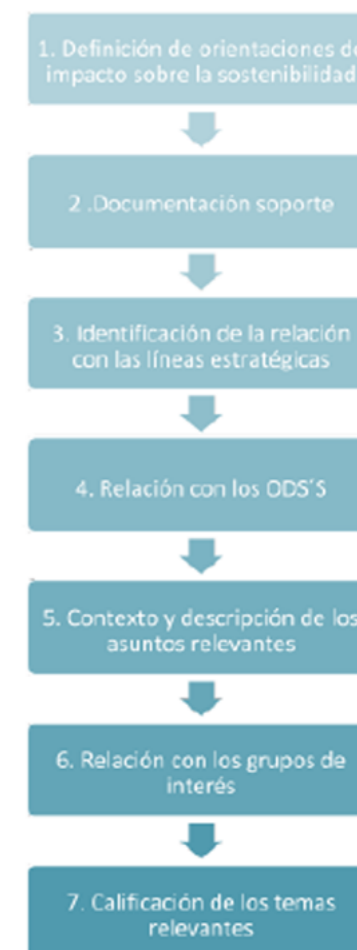 1. Definición de orientaciones de
impacto sobre la sostenibilidad
2 .Documentación soporte
3. Identificación de la relación
con las líneas estratégicas
4. Relación con los ODS´S
5. Contexto y descripción de los
asuntos relevantes
6. Relación con los grupos de
interés
7. Calificación de los temas
relevantes